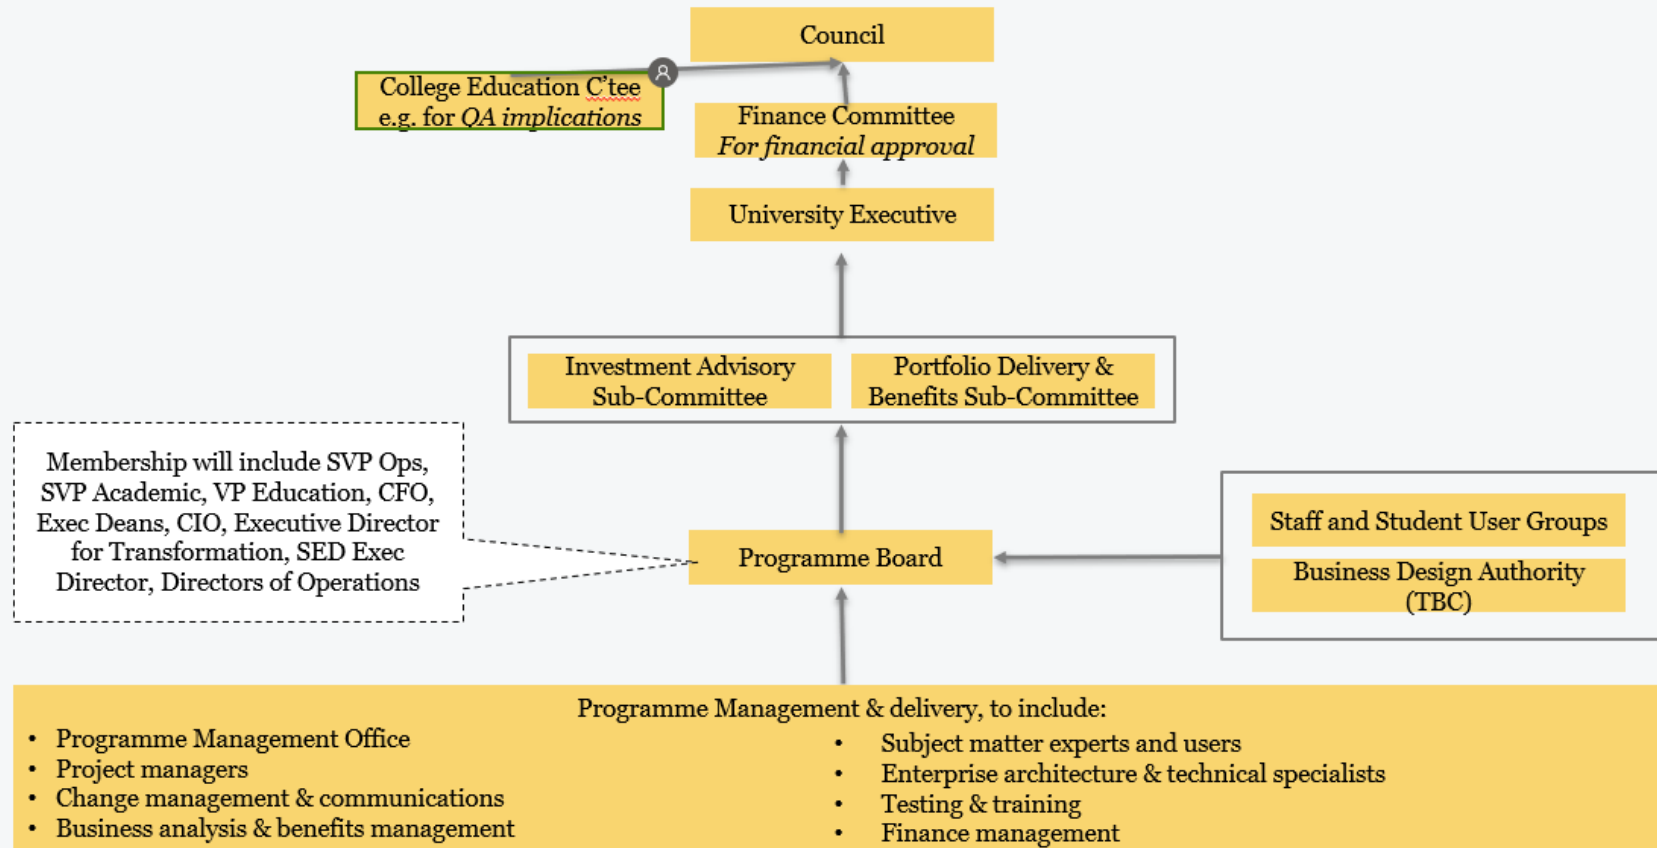 Council
College Education C'tee
e.g. for QA implications
Finance Committee
For financial approval
University Executive
Investment Advisory
Sub-Committee
Portfolio Delivery &
Benefits Sub-Committee
Membership will include SVP Ops,
SVP Academic, VP Education, CFO,
Exec Deans, CIO, Executive Director
for Transformation, SED Exec
Director, Directors of Operations
Programme Board
Staff and Student User Groups
Business Design Authority
(TBC)
Programme Management & delivery, to include:
• Programme Management Office
• Project managers
• Change management & communications
• Business analysis & benefits management
• Subject matter experts and users
• Enterprise architecture & technical specialists
• Testing & training
• Finance management